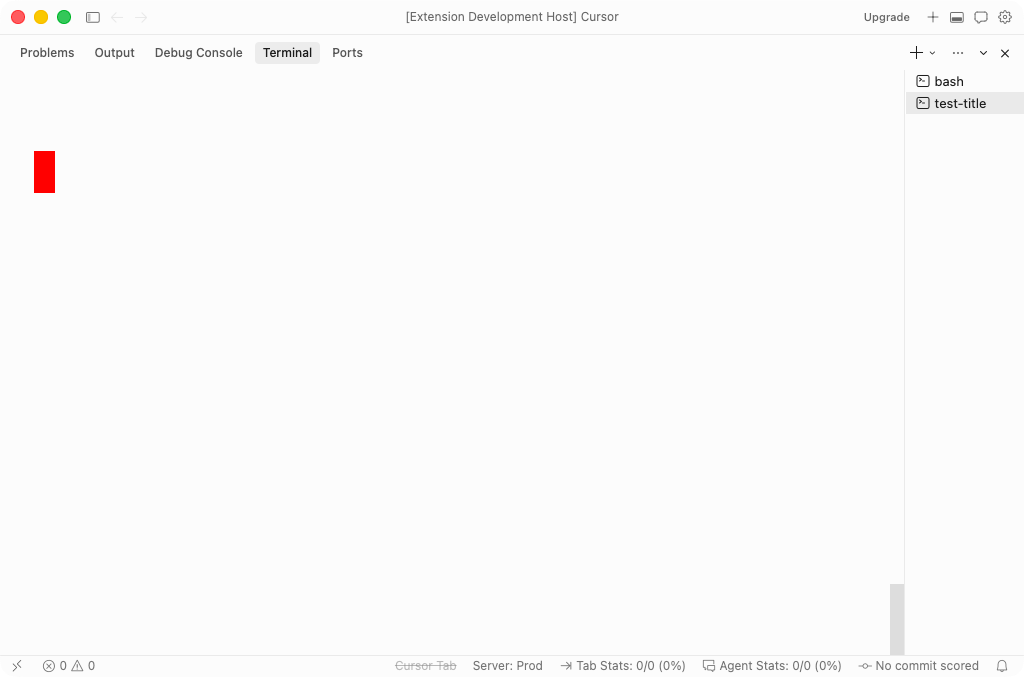 [Extension Development Host] Cursor
Upgrade
Problems Output Debug Console Terminal Ports
bash
test-title
0 0 Cursor Tab Server: Prod Tab Stats: 0/0 (0%) Agent Stats: 0/0 (0%) No commit scored